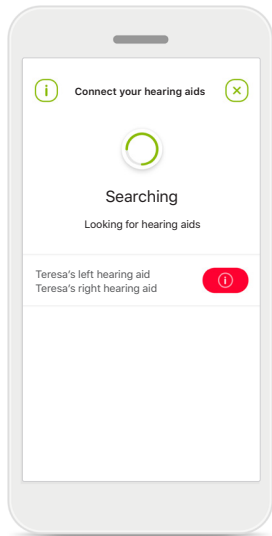 Connect your hearing aids
Searching
Looking for hearing aids
Teresa's left hearing aid
Teresa's right hearing aid